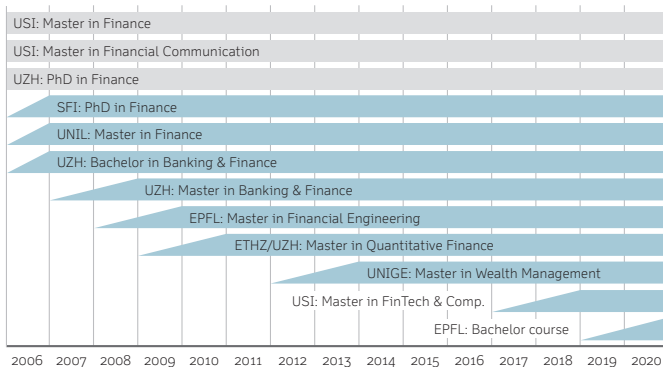 USI: Master in Finance
USI: Master in Financial Communication
UZH: PhD in Finance
SFI: PhD in Finance
UNIL: Master in Finance
UZH: Bachelor in Banking & Finance
UZH: Master in Banking & Finance
EPFL: Master in Financial Engineering
ETHZ/UZH: Master in Quantitative Finance
UNIGE: Master in Wealth Management
USI: Master in FinTech & Comp.
EPFL: Bachelor course
2006 2007 2008 2009 2010 2011 2012 2013 2014 2015 2016 2017 2018 2019 2020